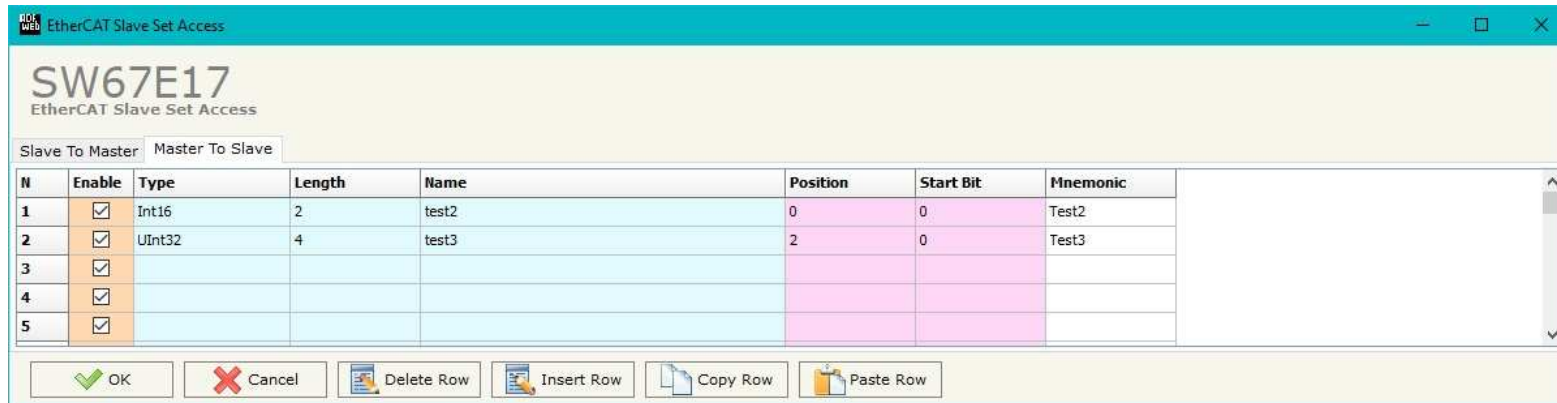 ADF
WEB EtherCAT Slave Set Access
SW67E17
EtherCAT Slave Set Access
Slave To Master Master To Slave
N Enable Type Length Name Position Start Bit Mnemonic
1 Int16 2 test2 0 0 Test2
2 UInt32 4 test3 2 0 Test3
3
4
5
OK Cancel Delete Row Insert Row Copy Row Paste Row